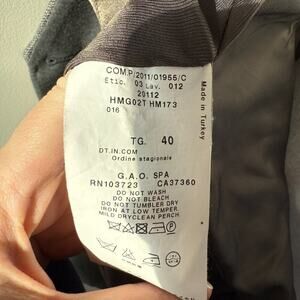 COM.P/2011/01955/C
Etic. 03 Lav. 012
20112
HMG02T HM173
016
TG. 40
DT.IN.COM
Ordine stagionale
G.A.O. SPA
RN103723 CA37360
DO NOT WASH
DO NOT BLEACH
DO NOT TUMBLER DRY
IRON AT LOW TEMPER.
MILD DRYCLEAN PERCH.
Made in Turkey